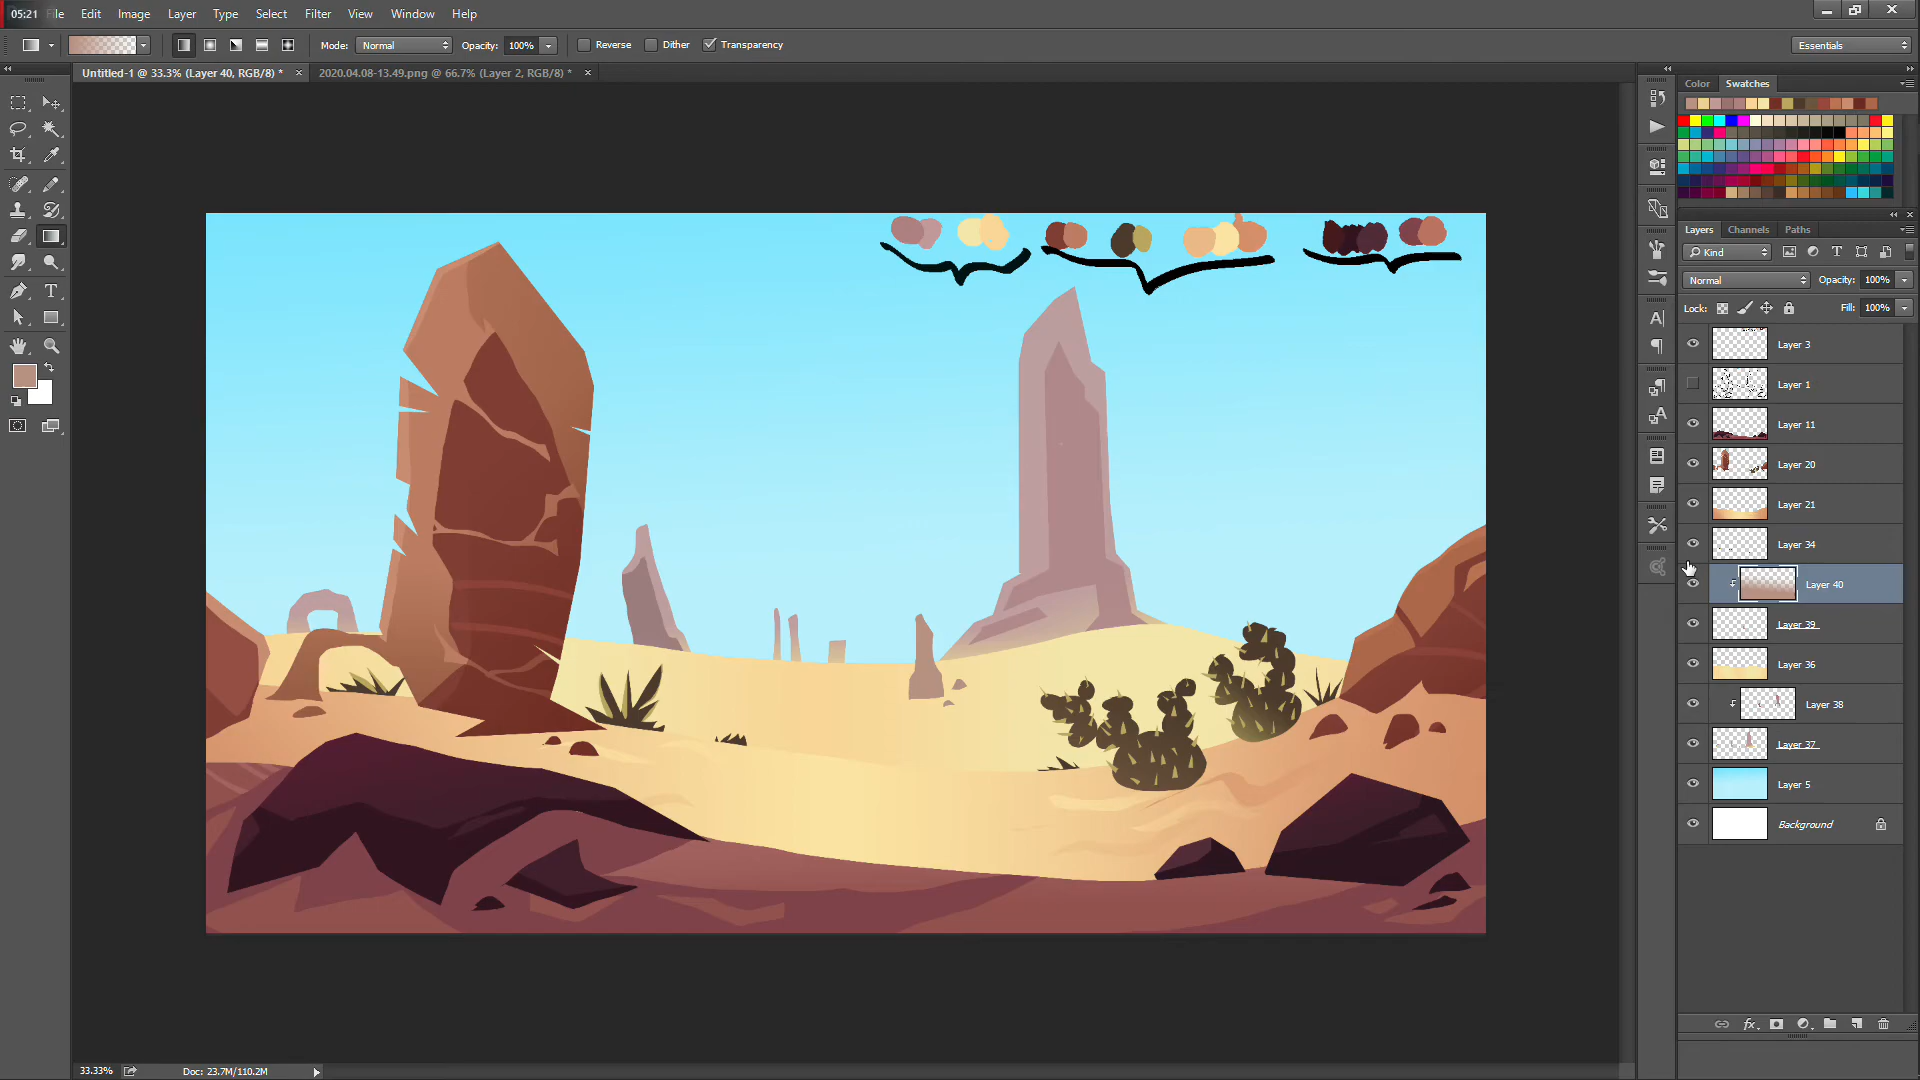 05:21 File Edit Image Layer Type Select Filter View Window Help
Mode: Normal Opacity: 100% Reverse Dither Transparency Essentials
Untitled-1 @ 33.3% (Layer 40, RGB/8) * × 2020.04.08-13.49.png @ 66.7% (Layer 2, RGB/8) * ×
Color Swatches
Layers Channels Paths
Kind
Normal Opacity: 100%
Lock: Fill: 100%
Layer 3
Layer 1
Layer 11
Layer 20
Layer 21
Layer 34
Layer 40
Layer 39
Layer 36
Layer 38
Layer 37
Layer 5
Background
33.33% Doc: 23.7M/110.2M